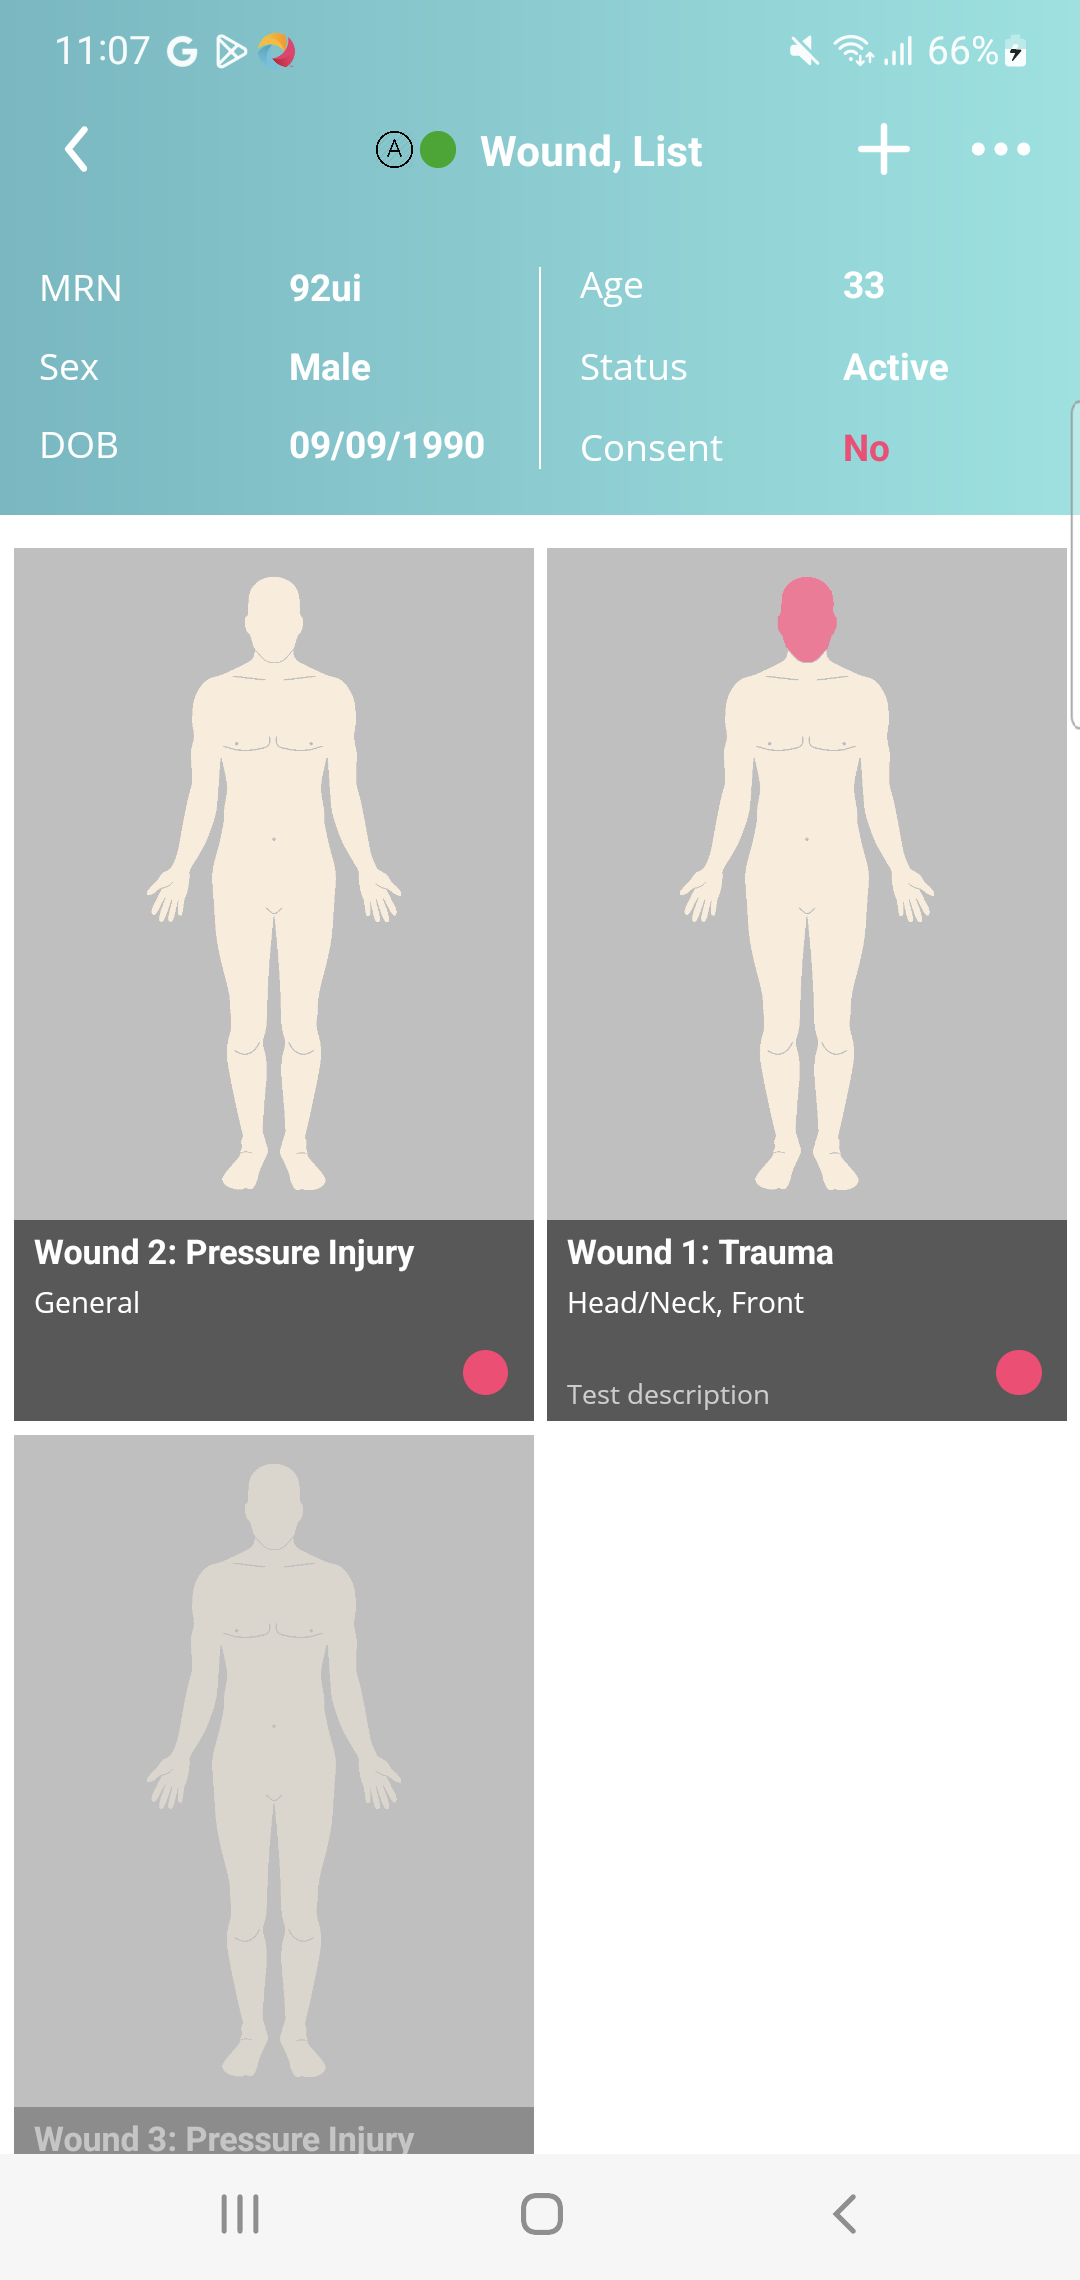 11:07 G 66%
A Wound, List
MRN 92ui Age 33
Sex Male Status Active
DOB 09/09/1990 Consent No
Wound 2: Pressure Injury
General
Wound 1: Trauma
Head/Neck, Front
Test description
Wound 3: Pressure Injury